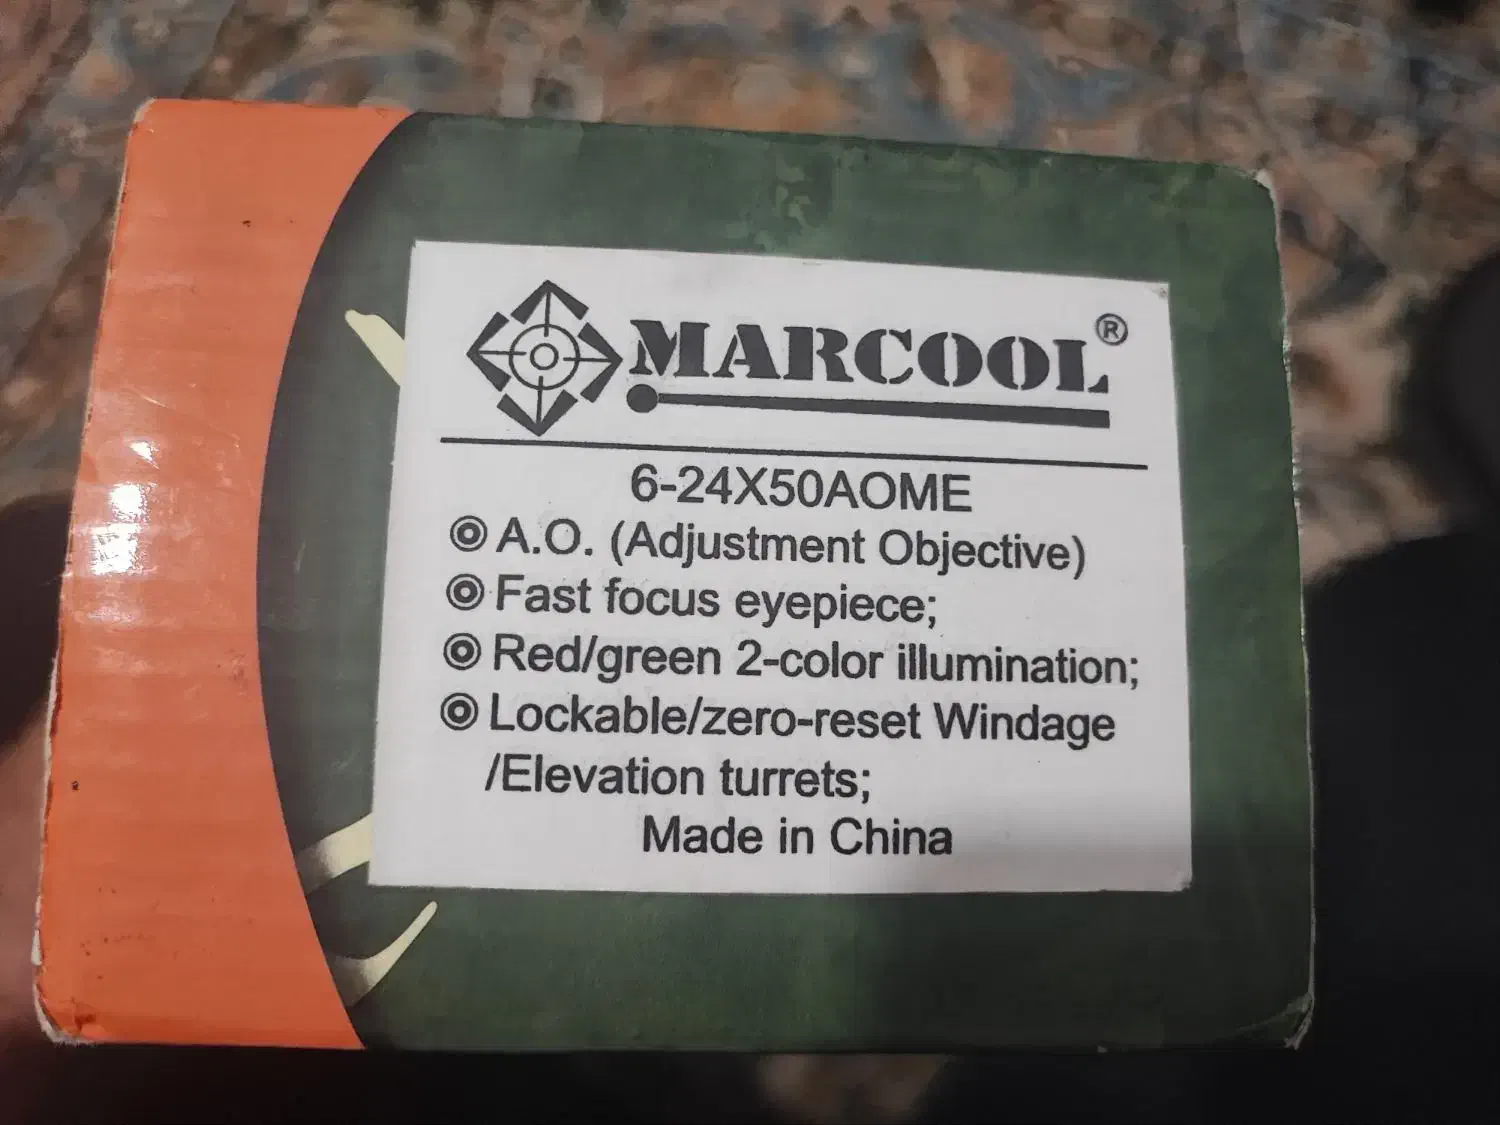 MARCOOL®
6-24X50AOME
A.O. (Adjustment Objective)
Fast focus eyepiece;
Red/green 2-color illumination;
Lockable/zero-reset Windage
/Elevation turrets;
Made in China